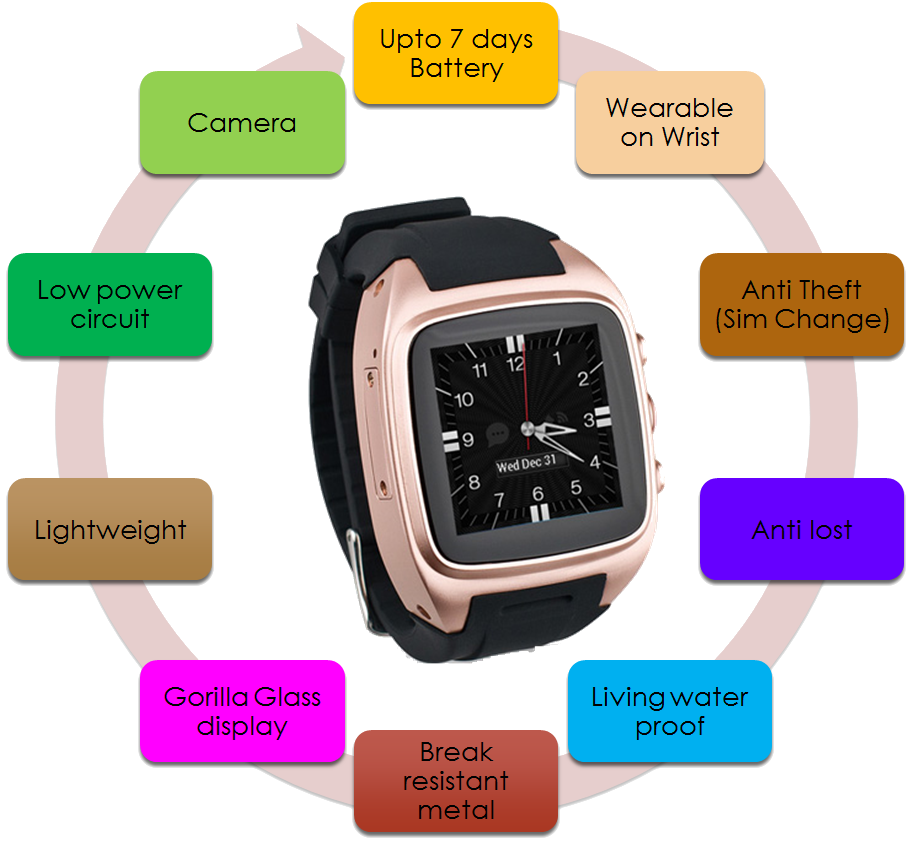 Upto 7 days
Battery
Wearable
on Wrist
Anti Theft
(Sim Change)
Anti lost
Living water
proof
Break
resistant
metal
Gorilla Glass
display
Lightweight
Low power
circuit
Camera
12
1
2
3
4
5
6
7
8
9
10
11
Wed Dec 31